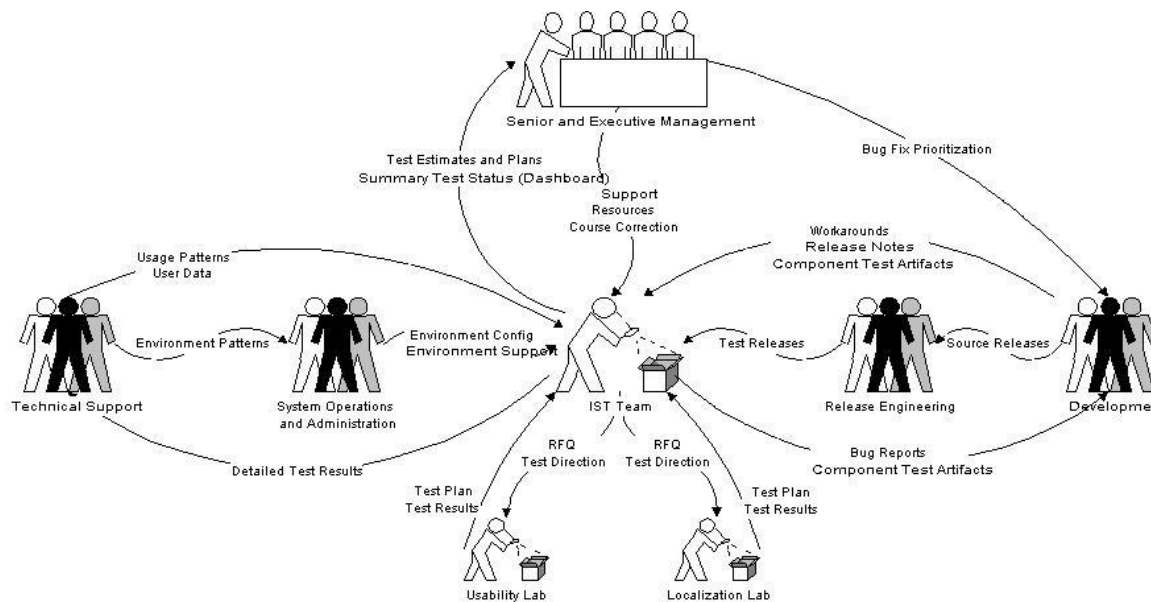 Senior and Executive Management
Test Estimates and Plans
Summary Test Status (Dashboard)
Bug Fix Prioritization
Support
Resources
Course Correction
Workarounds
Release Notes
Component Test Artifacts
Usage Patterns
User Data
Environment Patterns
Environment Config
Environment Support
Test Releases
Source Releases
Technical Support
System Operations
and Administration
IST Team
Release Engineering
Developme
Detailed Test Results
RFQ
Test Direction
RFQ
Test Direction
Bug Reports
Component Test Artifacts
Test Plan
Test Results
Test Plan
Test Results
Usability Lab
Localization Lab